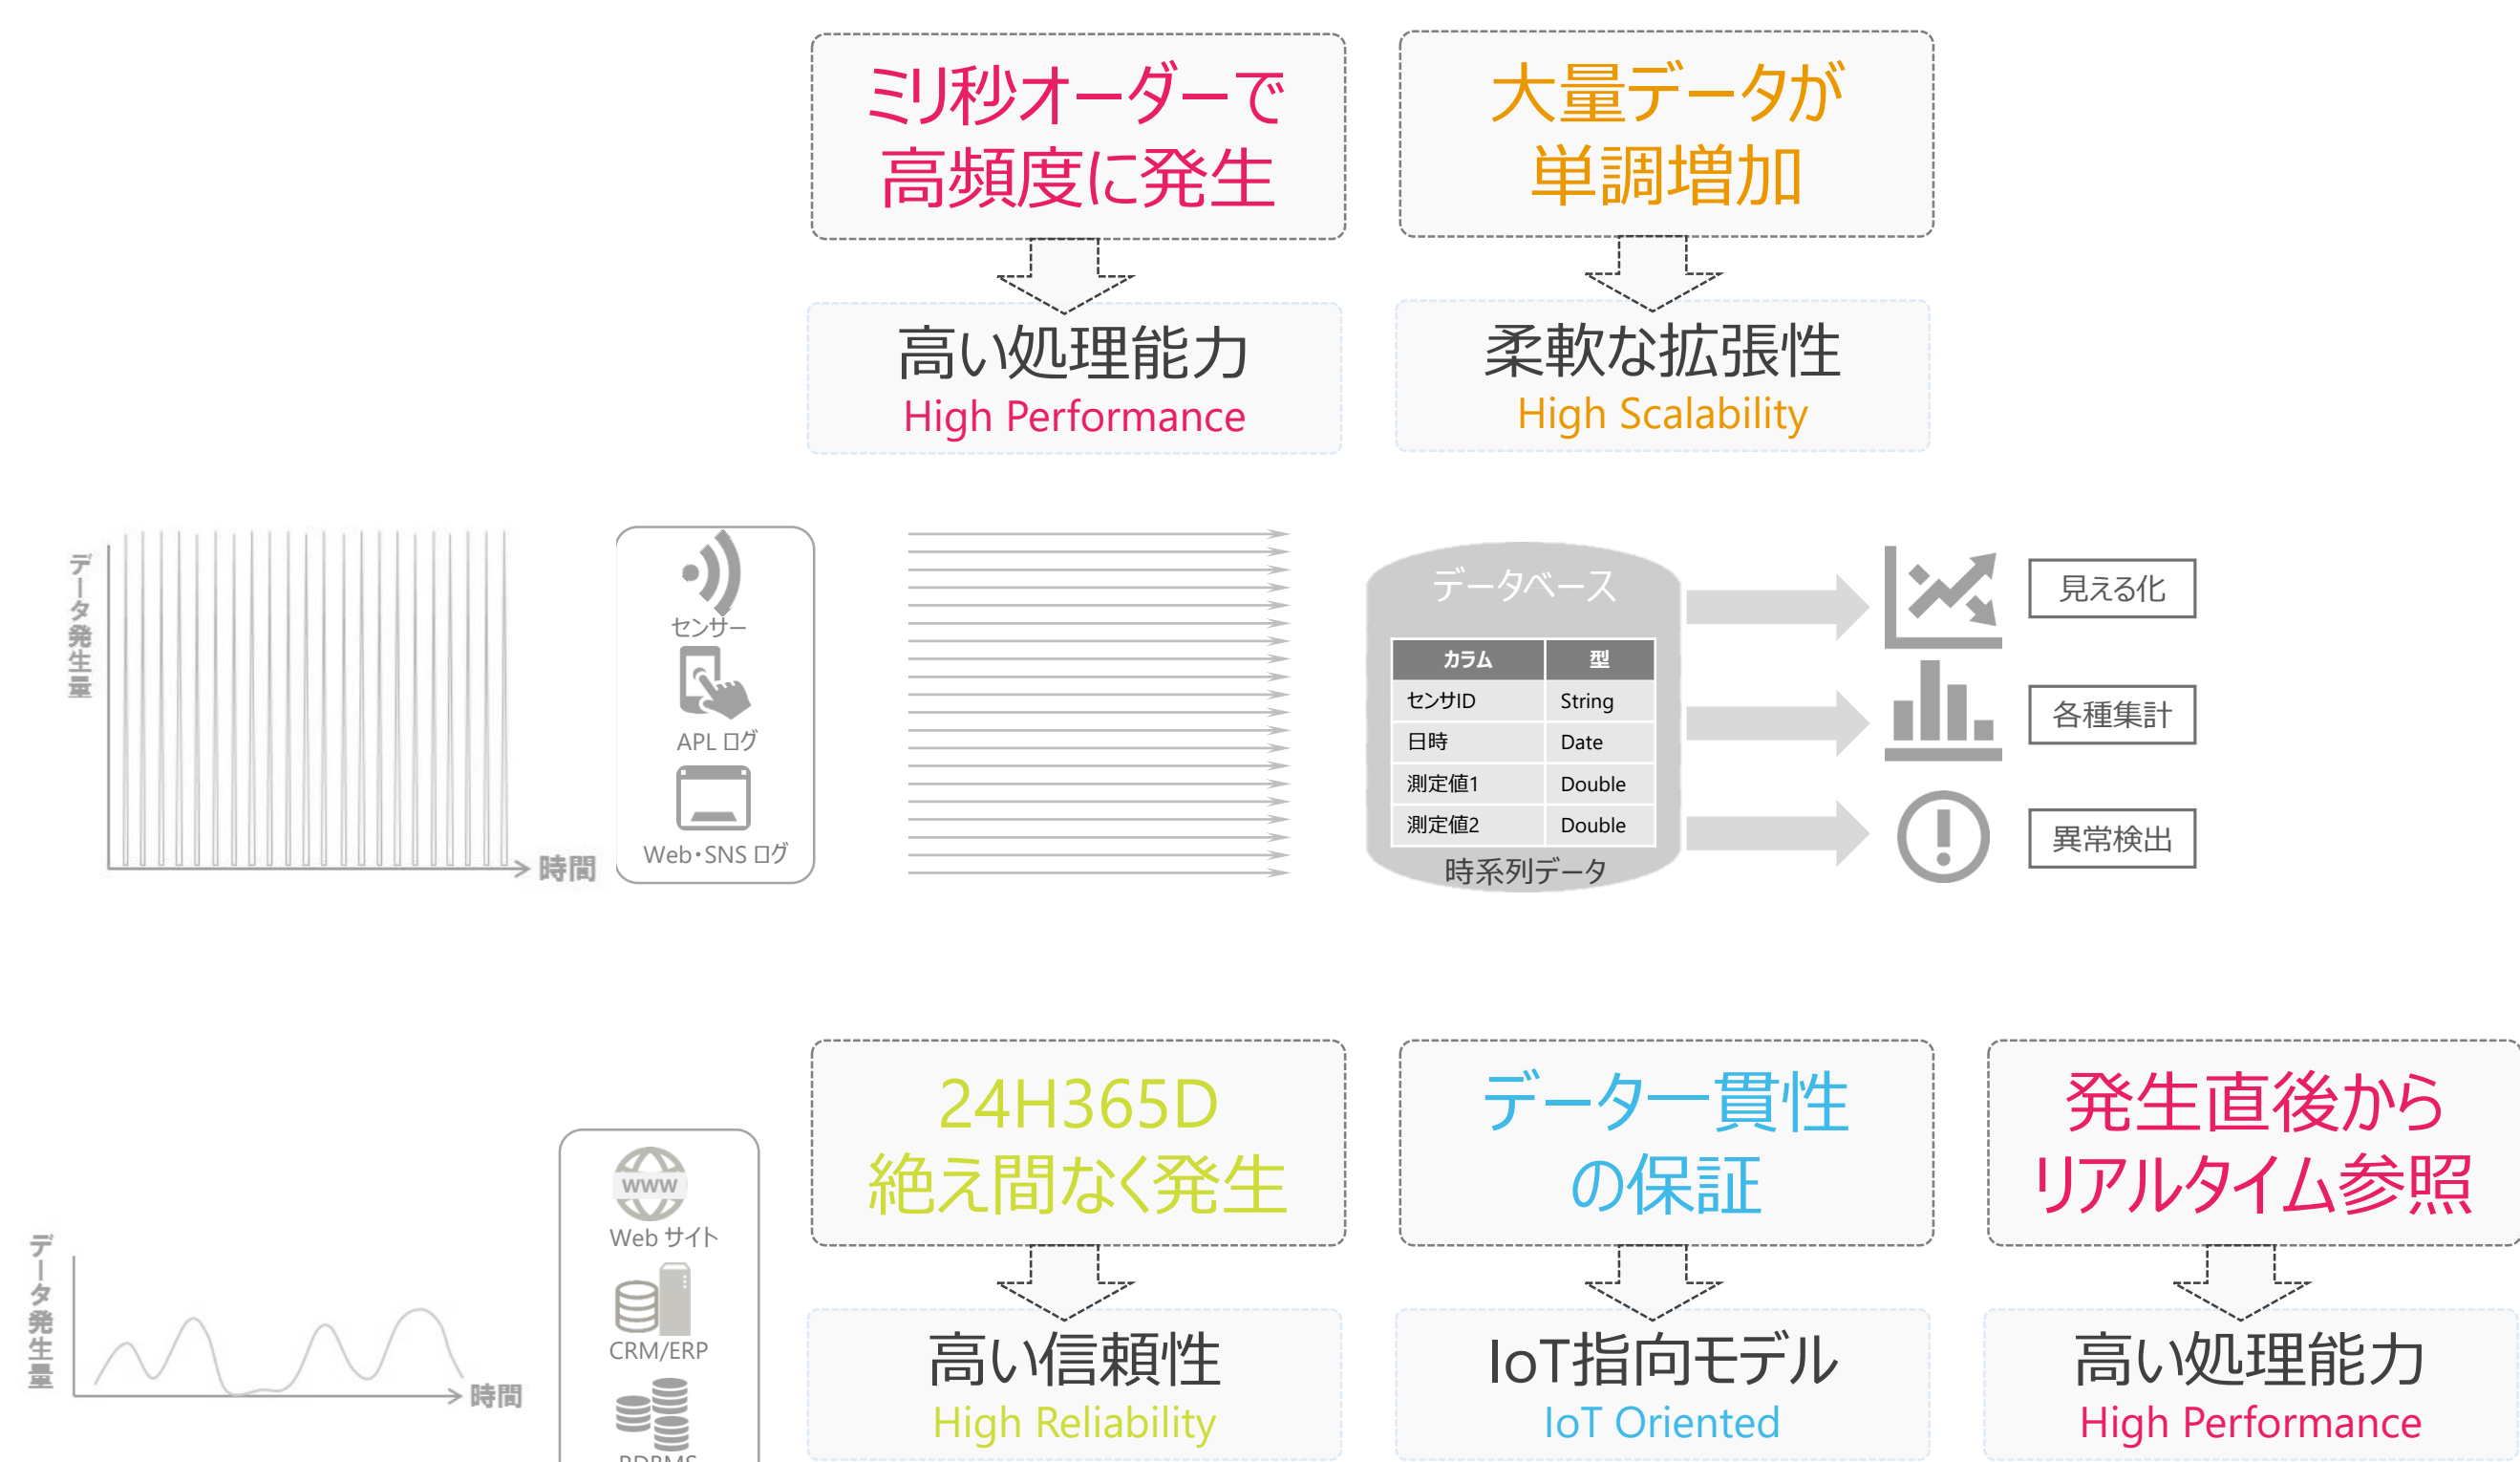 ミリ秒オーダーで
高頻度に発生
高い処理能力
High Performance
大量データが
単調増加
柔軟な拡張性
High Scalability
データ発生量
時間
センサー
APL ログ
Web・SNS ログ
データベース
カラム 型
センサID String
日時 Date
測定値1 Double
測定値2 Double
時系列データ
見える化
各種集計
異常検出
データ発生量
時間
WWW
Web サイト
CRM/ERP
RDBMS
24H365D
絶え間なく発生
高い信頼性
High Reliability
データ一貫性
の保証
IoT指向モデル
IoT Oriented
発生直後から
リアルタイム参照
高い処理能力
High Performance